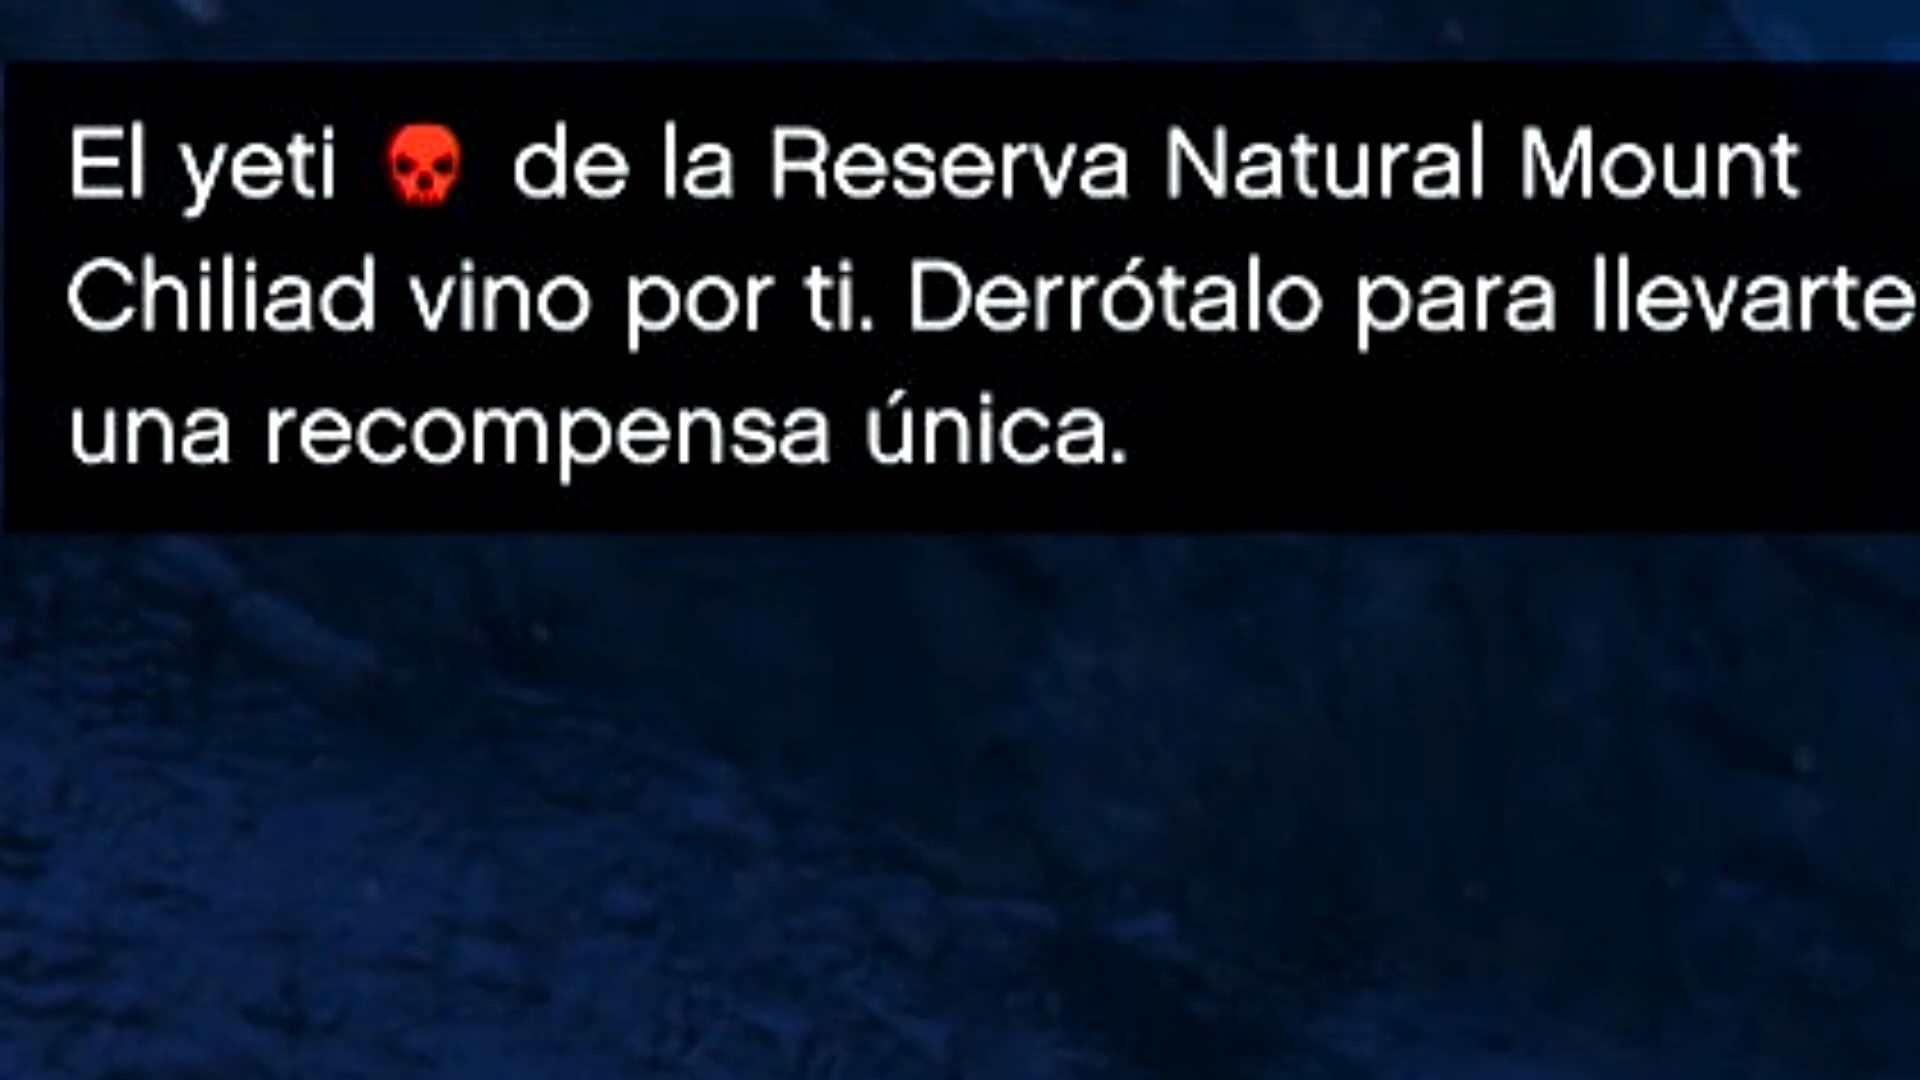 El yeti 💀 de la Reserva Natural Mount
Chiliad vino por ti. Derrótalo para llevarte
una recompensa única.